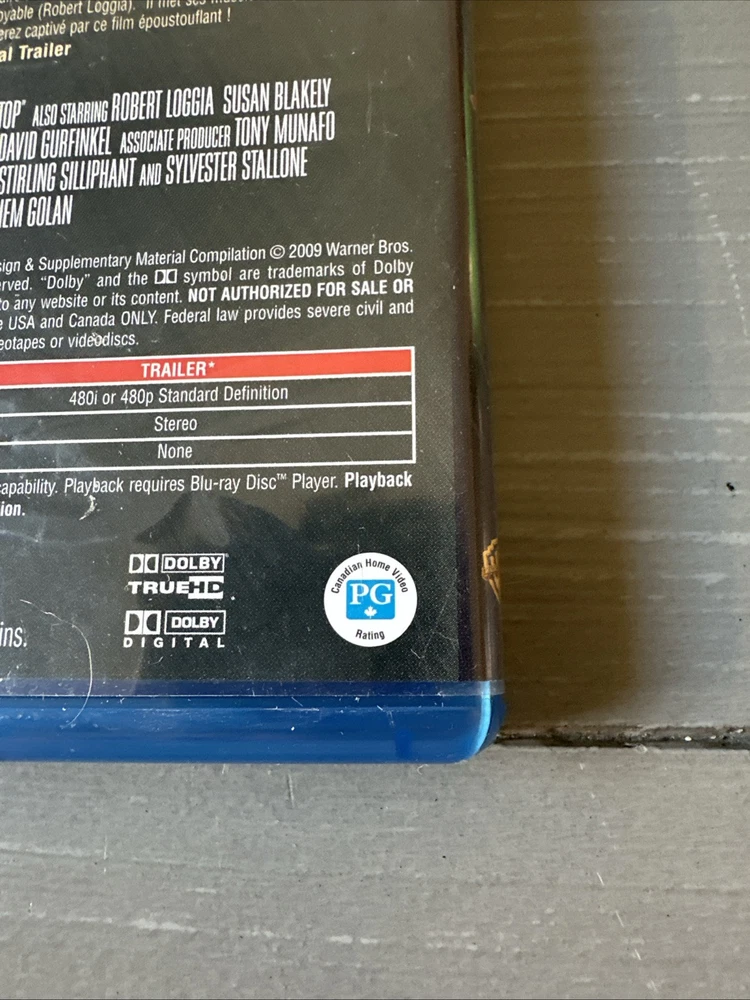 oyable (Robert Loggia). Il met ses
erez captivé par ce film époustouflant !
al Trailer
TOP" ALSO STARRING ROBERT LOGGIA SUSAN BLAKELY
DAVID GURFINKEL ASSOCIATE PRODUCER TONY MUNAFO
STIRLING SILLIPHANT AND SYLVESTER STALLONE
HEM GOLAN
sign & Supplementary Material Compilation © 2009 Warner Bros.
rved. "Dolby" and the DD symbol are trademarks of Dolby
to any website or its content. NOT AUTHORIZED FOR SALE OR
e USA and Canada ONLY. Federal law provides severe civil and
eotapes or videodiscs.
TRAILER*
480i or 480p Standard Definition
Stereo
None
apability. Playback requires Blu-ray Disc™ Player. Playback
ion.
DOLBY
TRUEHD
DOLBY
DIGITAL
Canadian Home Video
PG
Rating
ins.